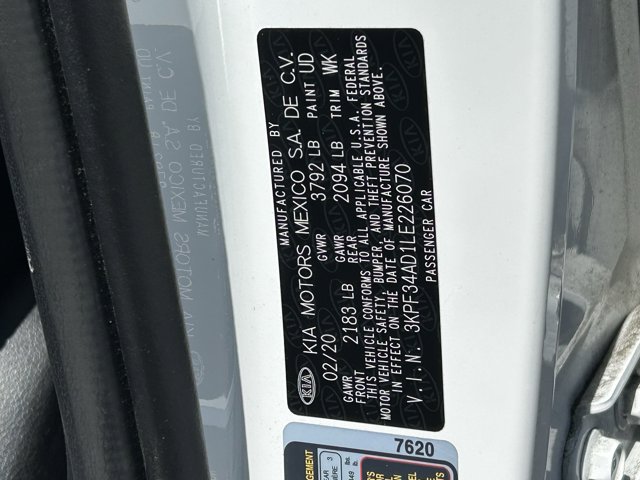 MANUFACTURED BY
KIA KIA MOTORS MEXICO S.A. DE C.V.
02/20 GVWR 3792 LB PAINT UD
GAWR FRONT 2183 LB GAWR REAR 2094 LB TRIM WK
THIS VEHICLE CONFORMS TO ALL APPLICABLE U.S.A. FEDERAL
MOTOR VEHICLE SAFETY, BUMPER, AND THEFT PREVENTION STANDARDS
IN EFFECT ON THE DATE OF MANUFACTURE SHOWN ABOVE.
V.I.N. 3KPF34AD1LE226070
PASSENGER CAR
7620